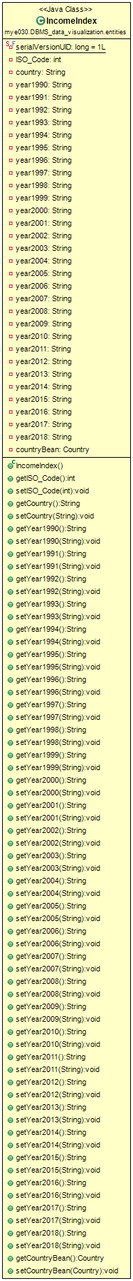 <<Java Class>>
IncomeIndex
mye030.DBMS_data_visualization.entities
serialVersionUID: long = 1L
ISO_Code: int
country: String
year1990: String
year1991: String
year1992: String
year1993: String
year1994: String
year1995: String
year1996: String
year1997: String
year1998: String
year1999: String
year2000: String
year2001: String
year2002: String
year2003: String
year2004: String
year2005: String
year2006: String
year2007: String
year2008: String
year2009: String
year2010: String
year2011: String
year2012: String
year2013: String
year2014: String
year2015: String
year2016: String
year2017: String
year2018: String
countryBean: Country
IncomeIndex()
getISO_Code():int
setISO_Code(int):void
getCountry():String
setCountry(String):void
getYear1990():String
setYear1990(String):void
getYear1991():String
setYear1991(String):void
getYear1992():String
setYear1992(String):void
getYear1993():String
setYear1993(String):void
getYear1994():String
setYear1994(String):void
getYear1995():String
setYear1995(String):void
getYear1996():String
setYear1996(String):void
getYear1997():String
setYear1997(String):void
getYear1998():String
setYear1998(String):void
getYear1999():String
setYear1999(String):void
getYear2000():String
setYear2000(String):void
getYear2001():String
setYear2001(String):void
getYear2002():String
setYear2002(String):void
getYear2003():String
setYear2003(String):void
getYear2004():String
setYear2004(String):void
getYear2005():String
setYear2005(String):void
getYear2006():String
setYear2006(String):void
getYear2007():String
setYear2007(String):void
getYear2008():String
setYear2008(String):void
getYear2009():String
setYear2009(String):void
getYear2010():String
setYear2010(String):void
getYear2011():String
setYear2011(String):void
getYear2012():String
setYear2012(String):void
getYear2013():String
setYear2013(String):void
getYear2014():String
setYear2014(String):void
getYear2015():String
setYear2015(String):void
getYear2016():String
setYear2016(String):void
getYear2017():String
setYear2017(String):void
getYear2018():String
setYear2018(String):void
getCountryBean():Country
setCountryBean(Country):void